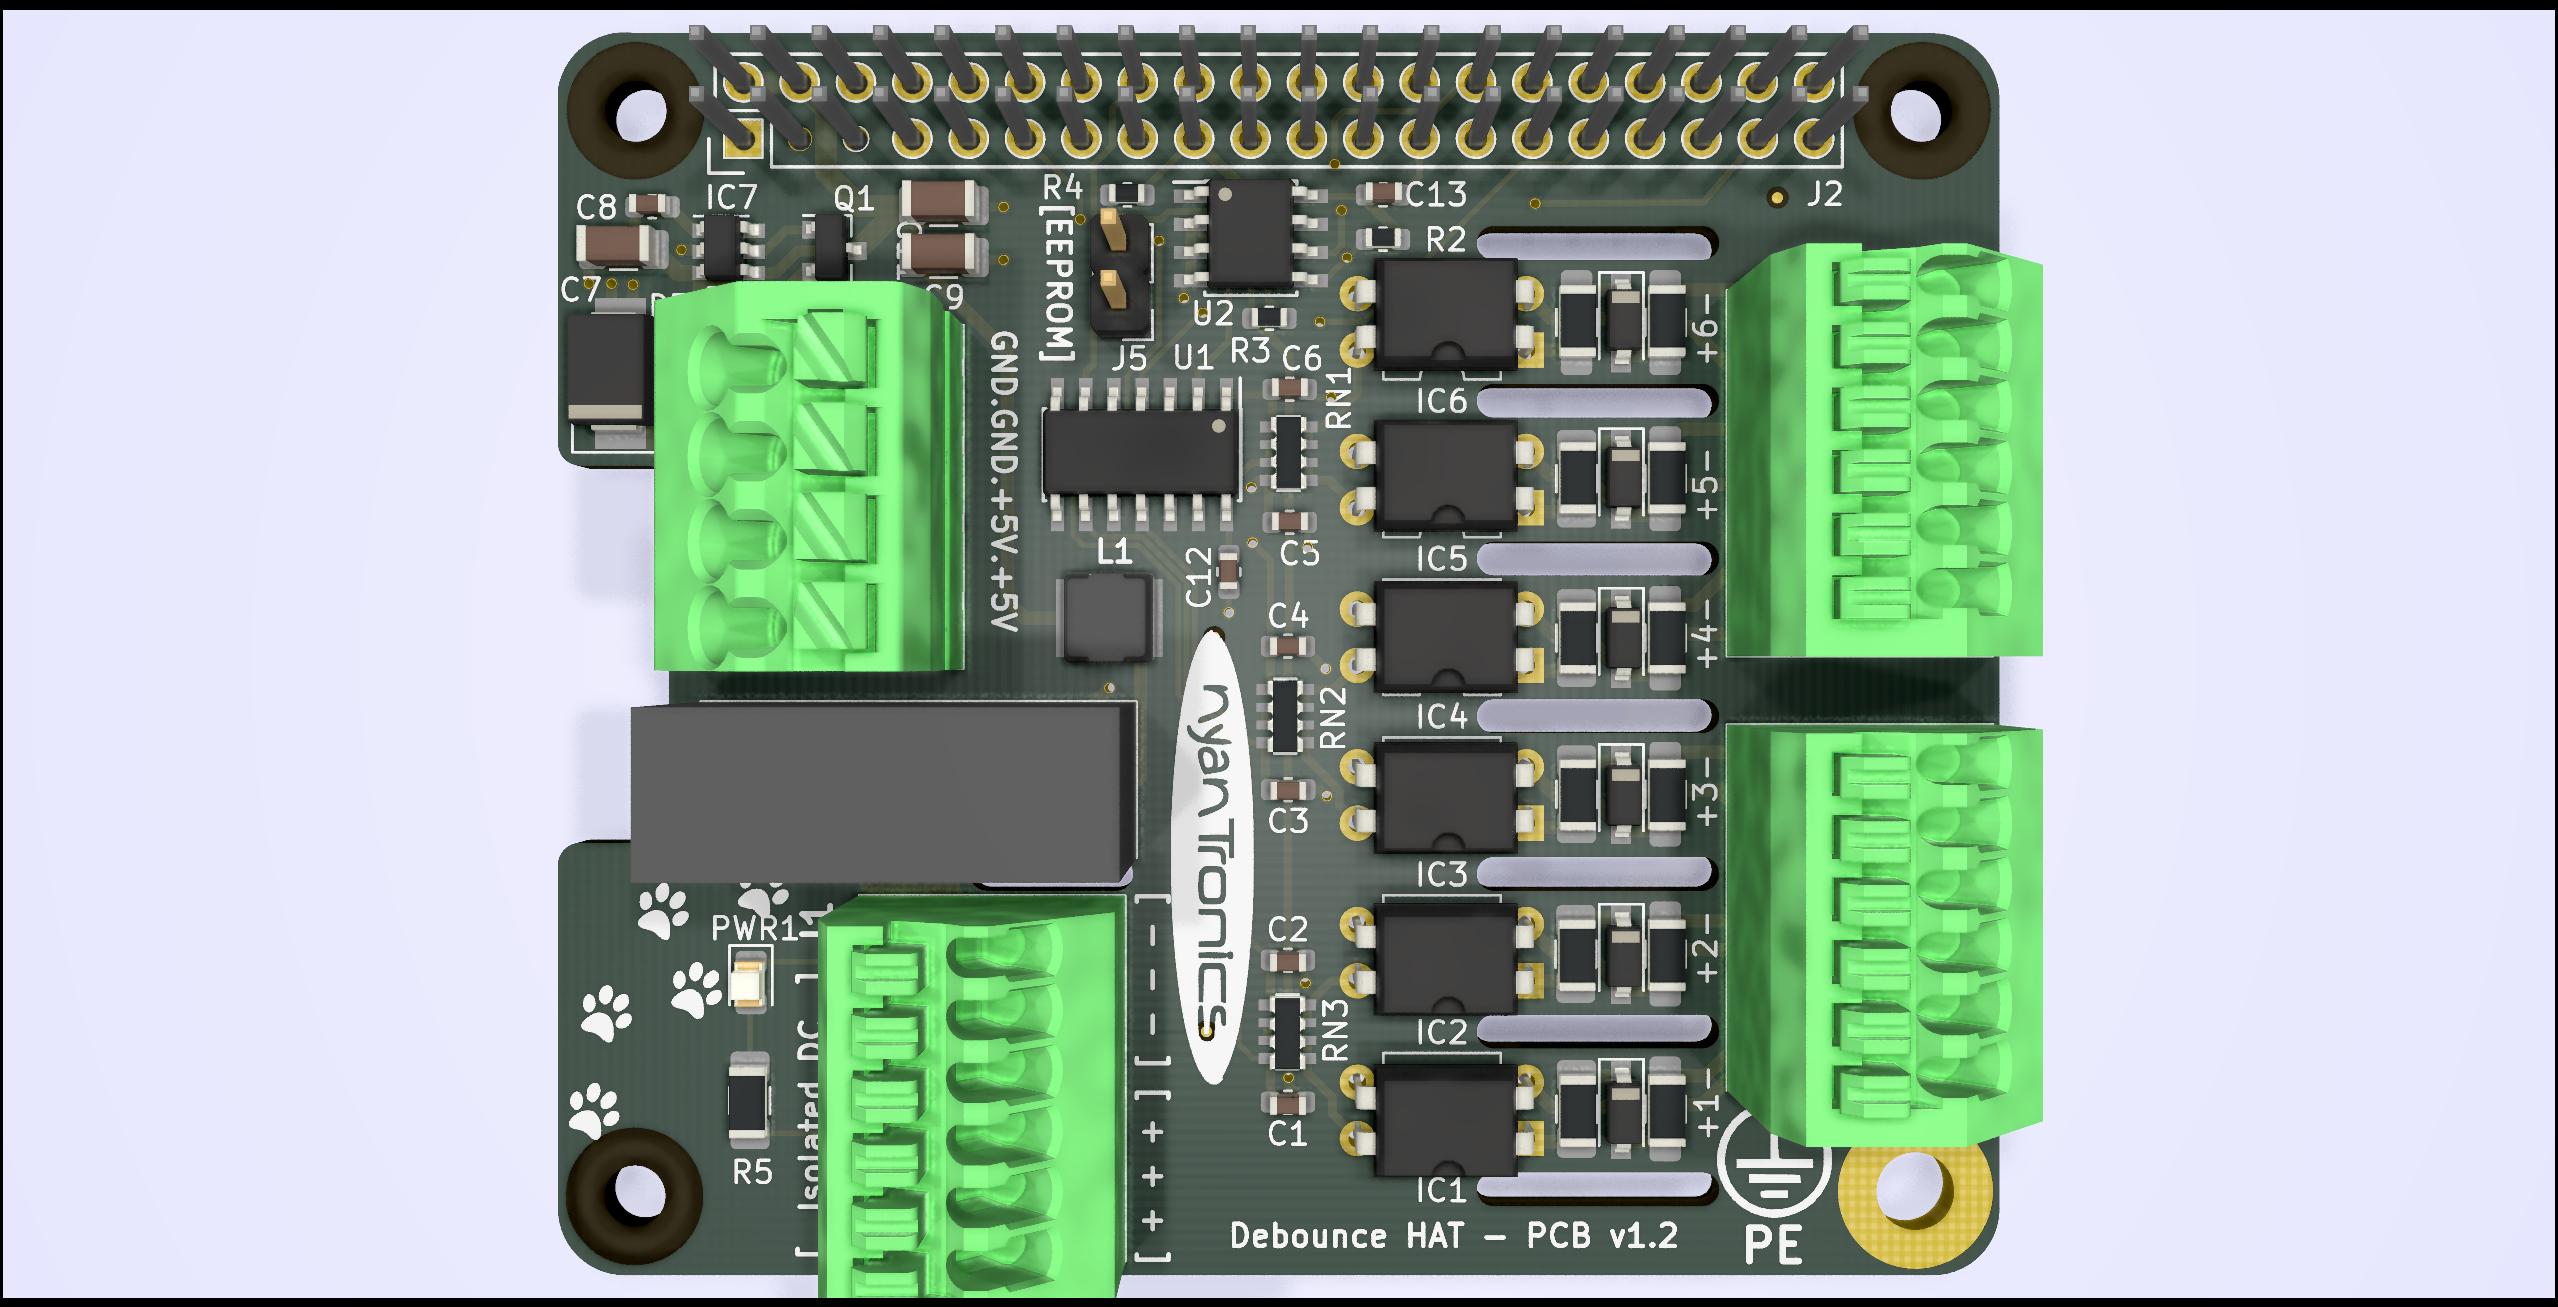 J2
C8
IC7
Q1
R4
C13
R2
C7
C9
[EEPROM]
U2
J5
U1
R3
C6
RN1
+6-
IC6
GND.GND.+5V.+5V
L1
C12
C5
+5-
IC5
C4
+4-
IC4
RN2
nyanTronics
C3
+3-
IC3
PWR1
[ Isolated DC ]
[---]
[+++]
C2
+2-
IC2
RN3
C1
+1-
IC1
R5
Debounce HAT - PCB v1.2
PE